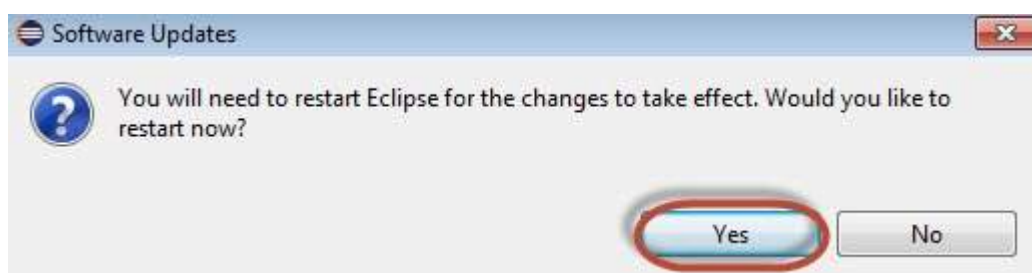 Software Updates
You will need to restart Eclipse for the changes to take effect. Would you like to
restart now?
Yes No